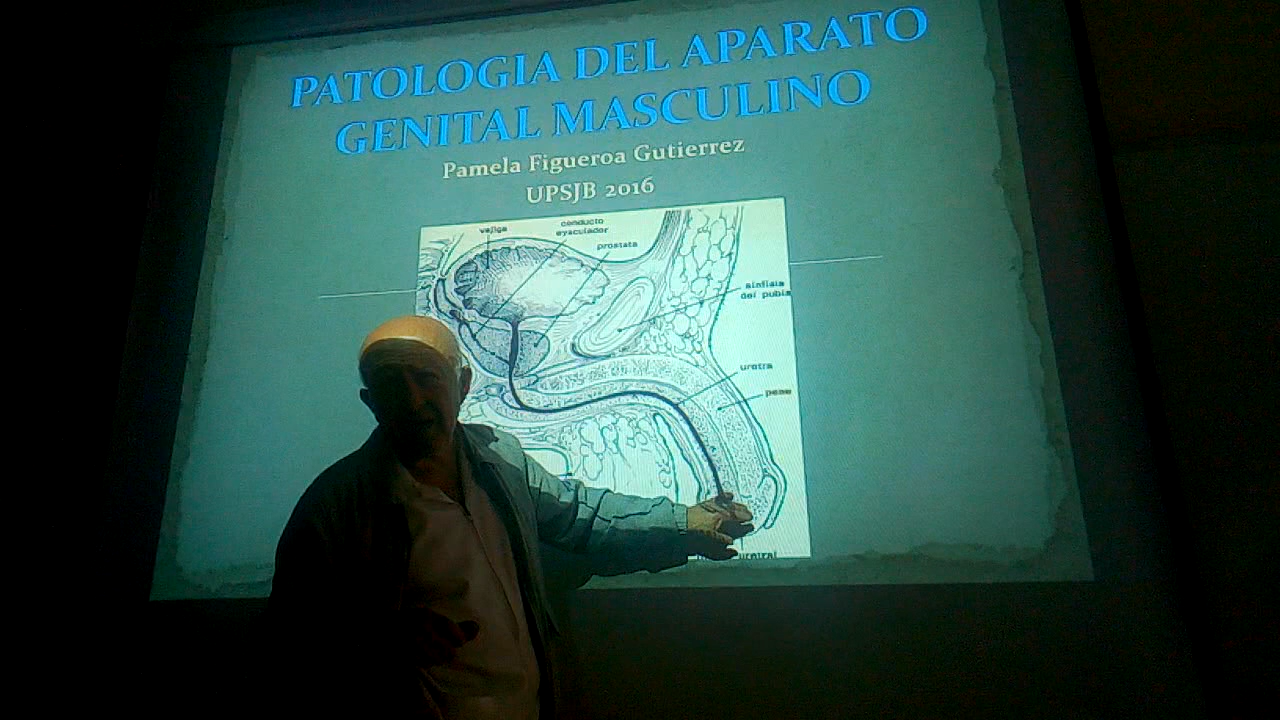 PATOLOGIA DEL APARATO
GENITAL MASCULINO
Pamela Figueroa Gutierrez
UPSJB 2016
vejiga
conducto
eyaculador
prostata
sinfisis
del pubis
uretra
pene
uretral